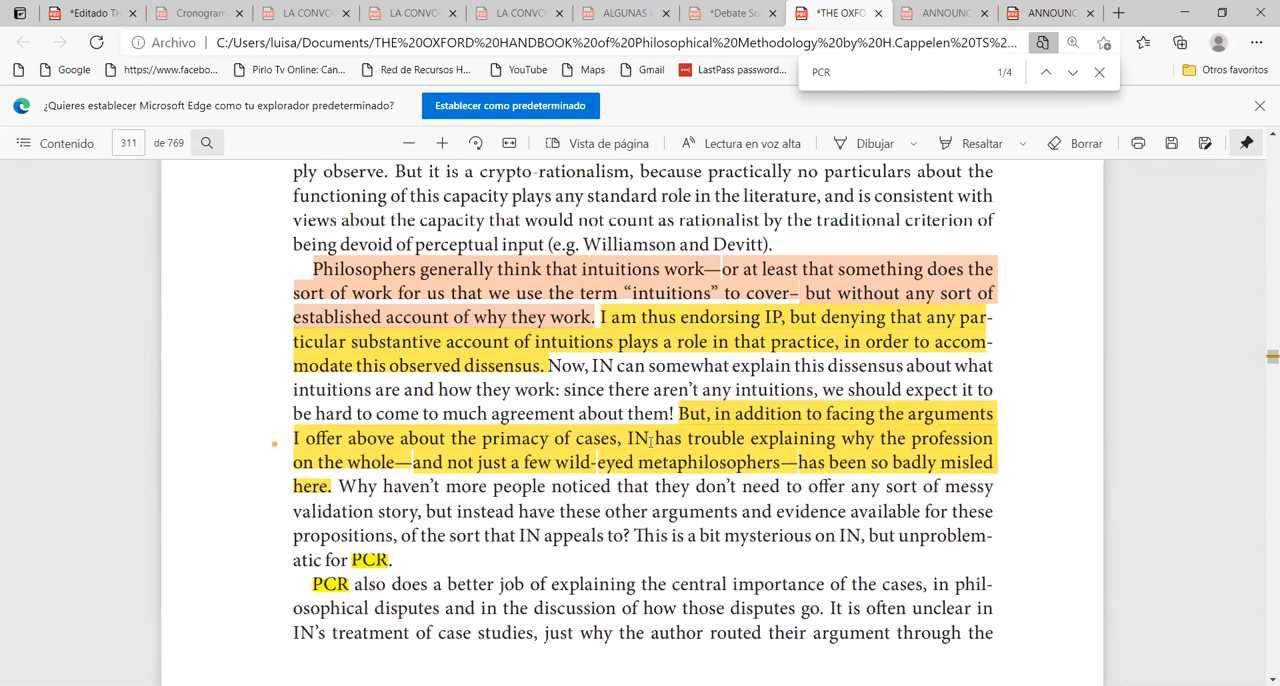 *Editado TH
Cronogram
LA CONVO
LA CONVO
LA CONVO
ALGUNAS
*Debate So
*THE OXFO
ANNOUNC
ANNOUNC
Archivo
C:/Users/luisa/Documents/THE%20OXFORD%20HANDBOOK%20of%20Philosophical%20Methodology%20by%20H.Cappelen%20TS%2...
Google
https://www.facebo...
Pirlo Tv Online: Can...
Red de Recursos H...
YouTube
Maps
Gmail
LastPass password...
PCR
1/4
Otros favoritos
¿Quieres establecer Microsoft Edge como tu explorador predeterminado?
Establecer como predeterminado
Contenido
311
de 769
Vista de página
Lectura en voz alta
Dibujar
Resaltar
Borrar
ply observe. But it is a crypto-rationalism, because practically no particulars about the
functioning of this capacity plays any standard role in the literature, and is consistent with
views about the capacity that would not count as rationalist by the traditional criterion of
being devoid of perceptual input (e.g. Williamson and Devitt).
Philosophers generally think that intuitions work—or at least that something does the
sort of work for us that we use the term “intuitions” to cover– but without any sort of
established account of why they work. I am thus endorsing IP, but denying that any par-
ticular substantive account of intuitions plays a role in that practice, in order to accom-
modate this observed dissensus. Now, IN can somewhat explain this dissensus about what
intuitions are and how they work: since there aren’t any intuitions, we should expect it to
be hard to come to much agreement about them! But, in addition to facing the arguments
I offer above about the primacy of cases, IN has trouble explaining why the profession
on the whole—and not just a few wild-eyed metaphilosophers—has been so badly misled
here. Why haven’t more people noticed that they don’t need to offer any sort of messy
validation story, but instead have these other arguments and evidence available for these
propositions, of the sort that IN appeals to? This is a bit mysterious on IN, but unproblem-
atic for PCR.
PCR also does a better job of explaining the central importance of the cases, in phil-
osophical disputes and in the discussion of how those disputes go. It is often unclear in
IN’s treatment of case studies, just why the author routed their argument through the